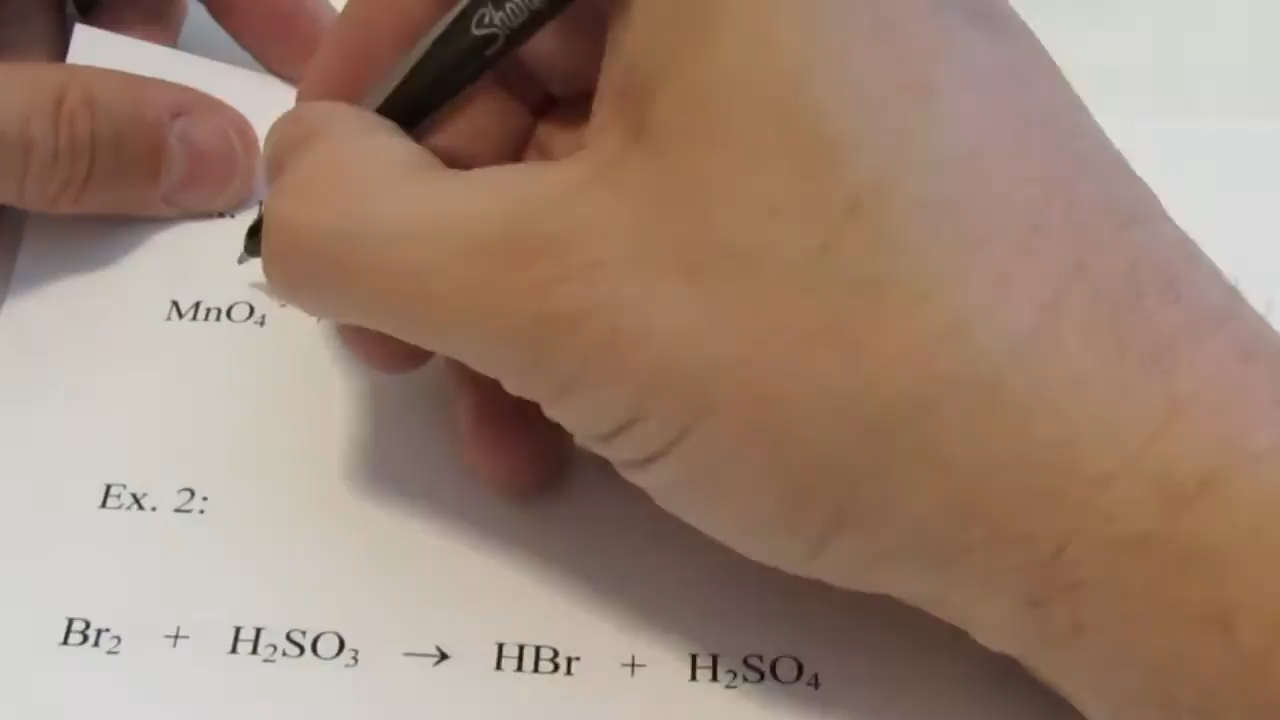 MnO₄⁻ +
Ex. 2:
Br₂ + H₂SO₃ → HBr + H₂SO₄